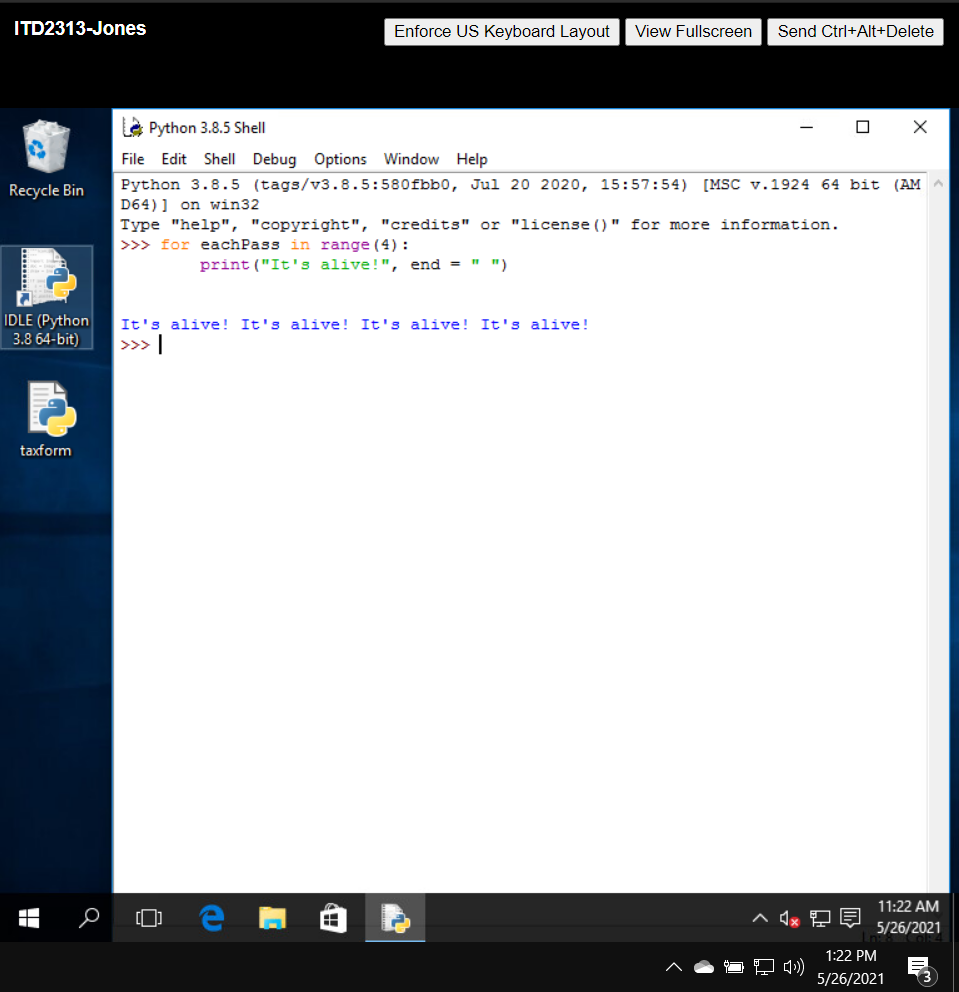 ITD2313-Jones
Enforce US Keyboard Layout
View Fullscreen
Send Ctrl+Alt+Delete
Recycle Bin
IDLE (Python
3.8 64-bit)
taxform
Python 3.8.5 Shell
File Edit Shell Debug Options Window Help
Python 3.8.5 (tags/v3.8.5:580fbb0, Jul 20 2020, 15:57:54) [MSC v.1924 64 bit (AM
D64)] on win32
Type "help", "copyright", "credits" or "license()" for more information.
>>> for eachPass in range(4):
        print("It's alive!", end = " ")
It's alive! It's alive! It's alive! It's alive!
>>>
11:22 AM
5/26/2021
1:22 PM
5/26/2021
3